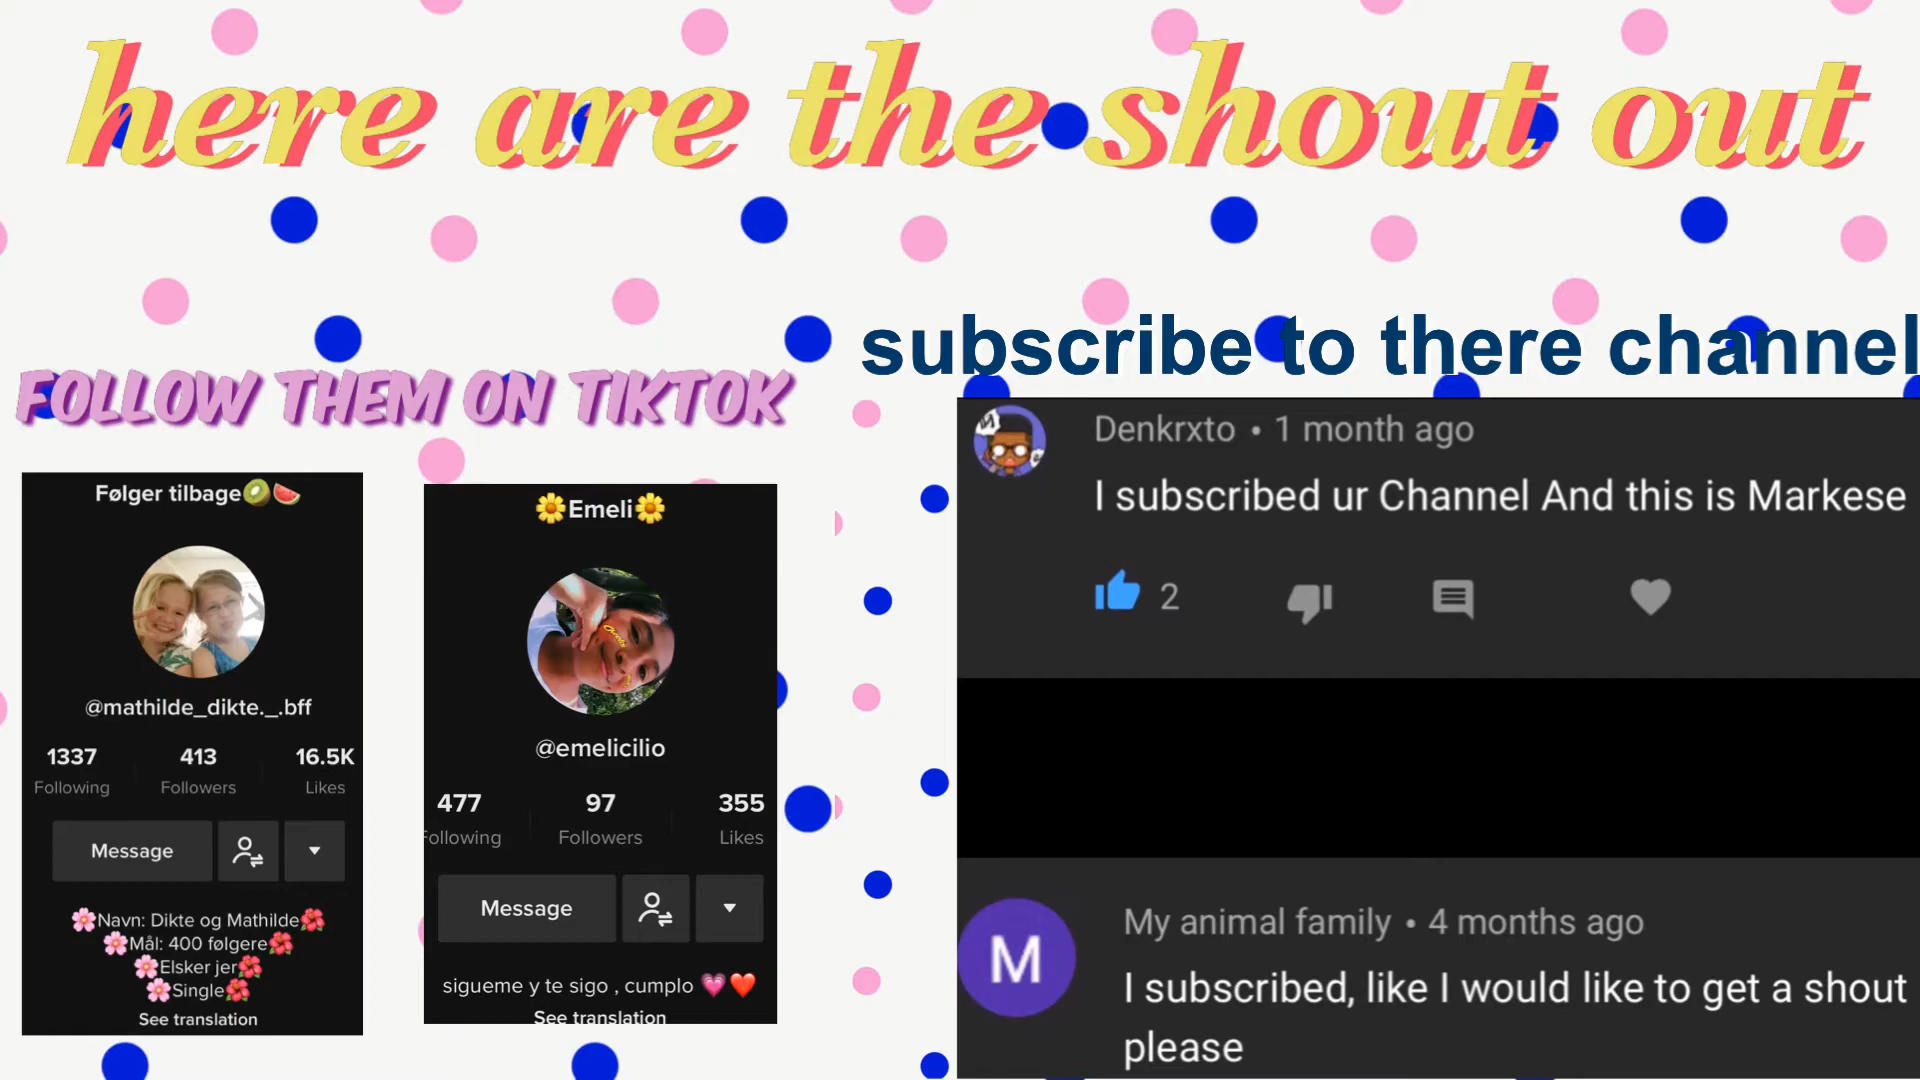 here are the shout out
FOLLOW THEM ON TIKTOK
Følger tilbage🥝🍉
@mathilde_dikte._.bff
1337 413 16.5K
Following Followers Likes
Message
🌸Navn: Dikte og Mathilde🌺
🌸Mål: 400 følgere🌺
🌸Elsker jer🌺
🌸Single🌺
See translation
🌼Emeli🌼
@emelicilio
477 97 355
Following Followers Likes
Message
sigueme y te sigo , cumplo 💗❤️
See translation
subscribe to there channel
Denkrxto • 1 month ago
I subscribed ur Channel And this is Markese
2
M
My animal family • 4 months ago
I subscribed, like I would like to get a shout
please